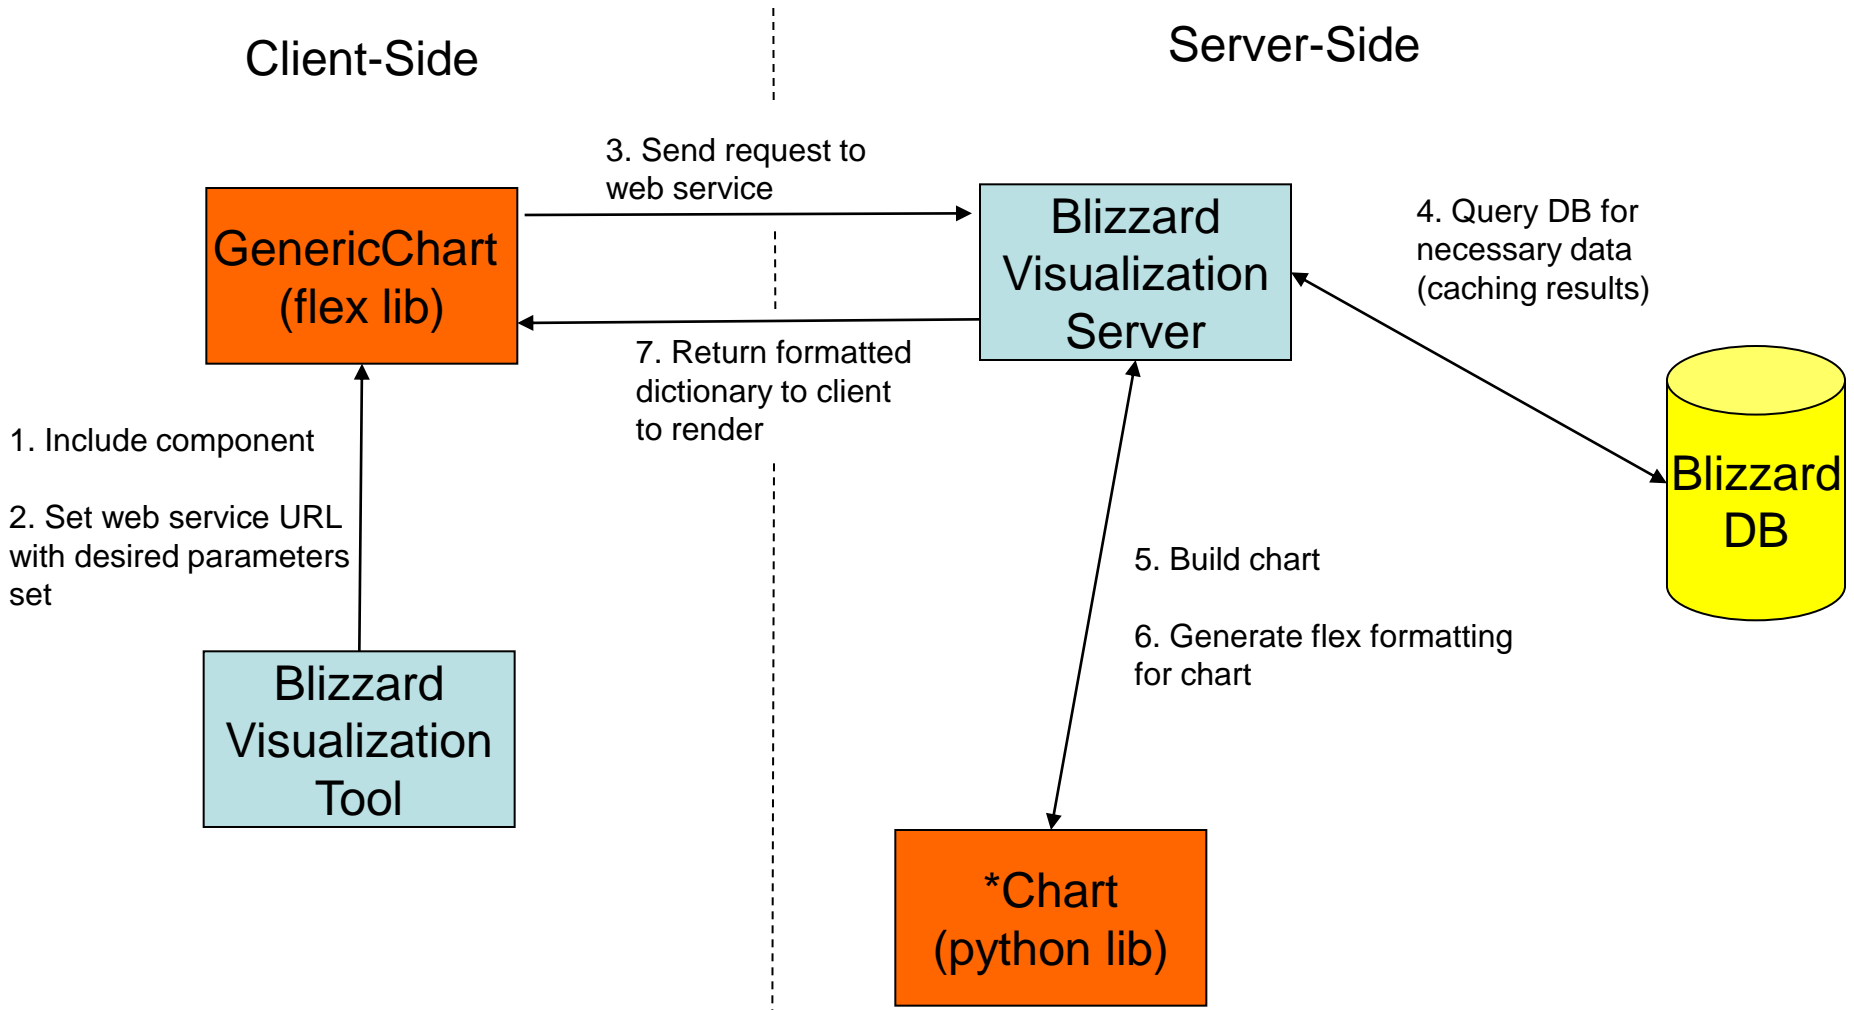 Client-Side
Server-Side
3. Send request to
web service
GenericChart
(flex lib)
Blizzard
Visualization
Server
4. Query DB for
necessary data
(caching results)
7. Return formatted
dictionary to client
to render
1. Include component
2. Set web service URL
with desired parameters
set
Blizzard
DB
5. Build chart
6. Generate flex formatting
for chart
Blizzard
Visualization
Tool
*Chart
(python lib)